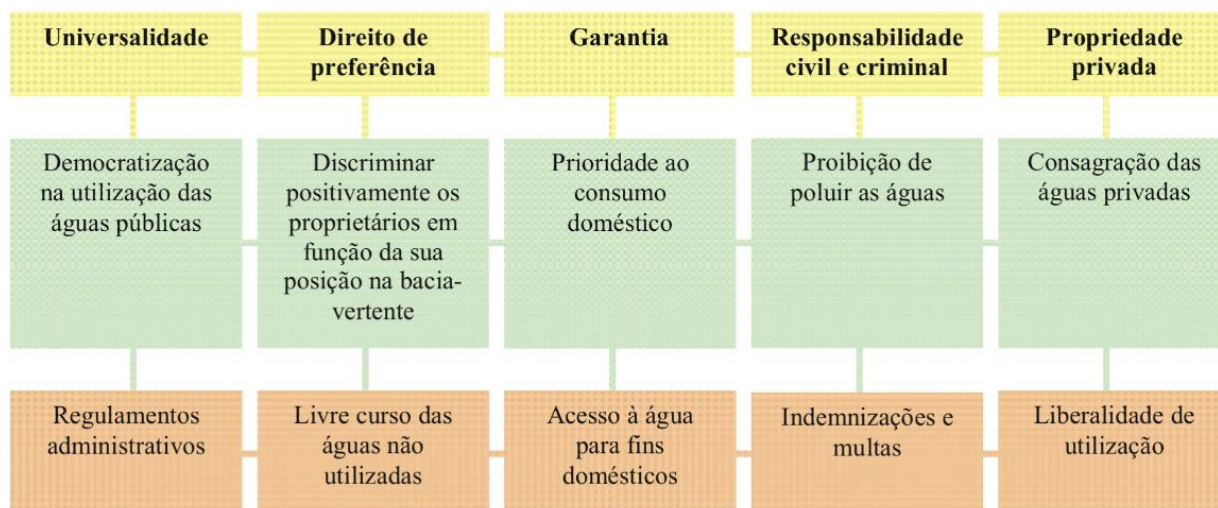 Universalidade
Direito de
preferência
Garantia
Responsabilidade
civil e criminal
Propriedade
privada
Democratização
na utilização das
águas públicas
Discriminar
positivamente os
proprietários em
função da sua
posição na bacia-
vertente
Prioridade ao
consumo
doméstico
Proibição de
poluir as águas
Consagração das
águas privadas
Regulamentos
administrativos
Livre curso das
águas não
utilizadas
Acesso à água
para fins
domésticos
Indemnizações e
multas
Liberalidade de
utilização